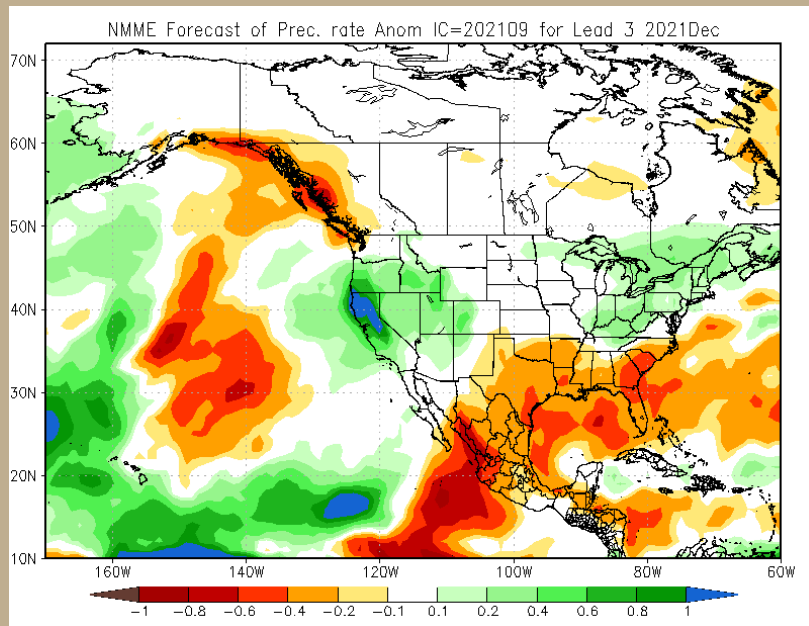 NMME Forecast of Prec. rate Anom IC=202109 for Lead 3 2021Dec
70N
60N
50N
40N
30N
20N
10N
160W 140W 120W 100W 80W 60W
−1 −0.8 −0.6 −0.4 −0.2 −0.1 0.1 0.2 0.4 0.6 0.8 1